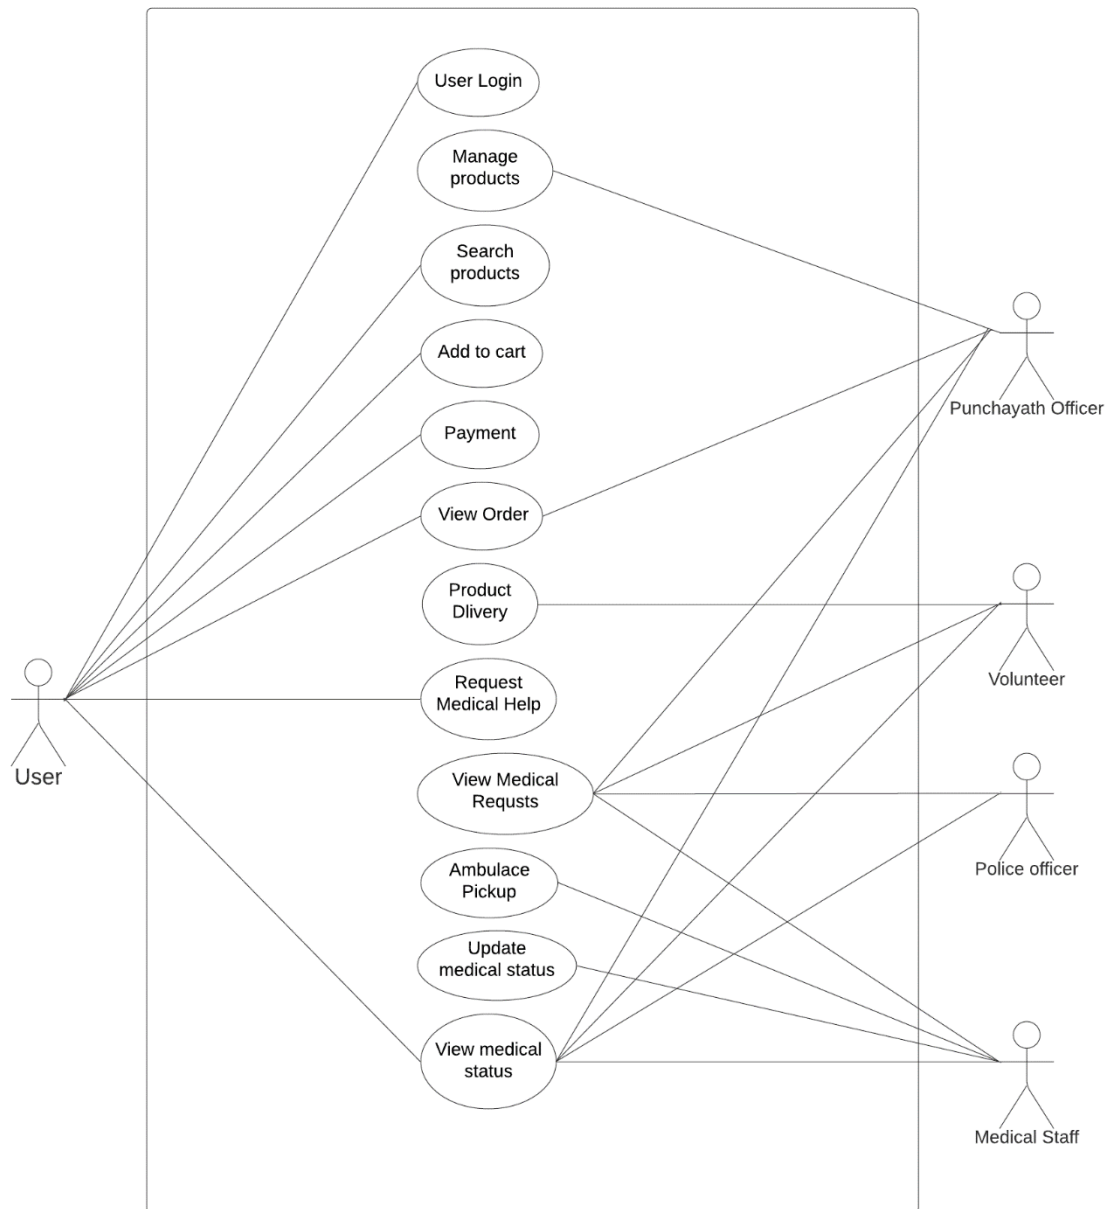 User Login
Manage
products
Search
products
Add to cart
Payment
View Order
Product
Dlivery
Request
Medical Help
View Medical
Requsts
Ambulace
Pickup
Update
medical status
View medical
status
User
Punchayath Officer
Volunteer
Police officer
Medical Staff